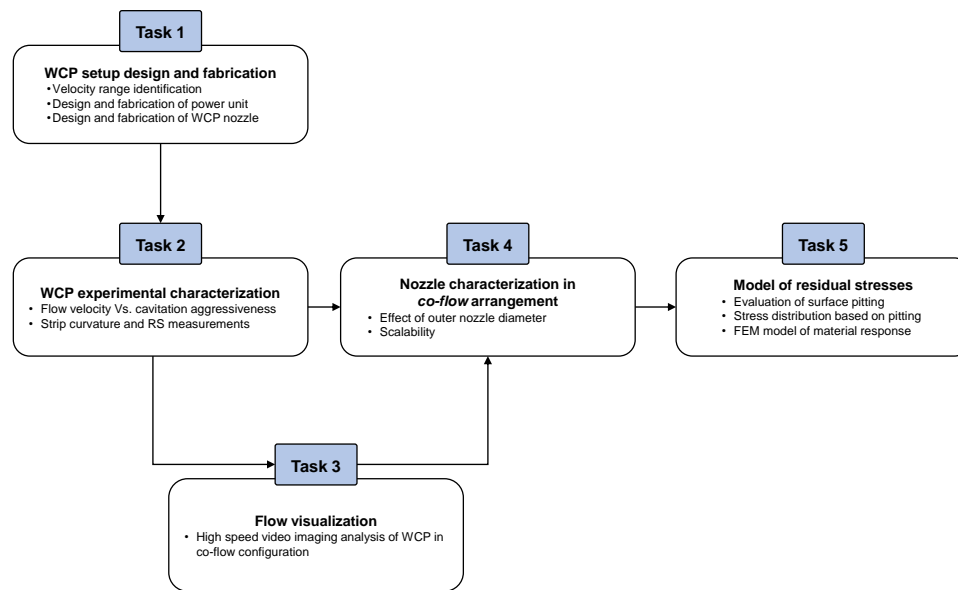 Task 1
WCP setup design and fabrication
• Velocity range identification
• Design and fabrication of power unit
• Design and fabrication of WCP nozzle
Task 2
WCP experimental characterization
• Flow velocity Vs. cavitation aggressiveness
• Strip curvature and RS measurements
Task 4
Nozzle characterization in
co-flow arrangement
• Effect of outer nozzle diameter
• Scalability
Task 5
Model of residual stresses
• Evaluation of surface pitting
• Stress distribution based on pitting
• FEM model of material response
Task 3
Flow visualization
• High speed video imaging analysis of WCP in
co-flow configuration